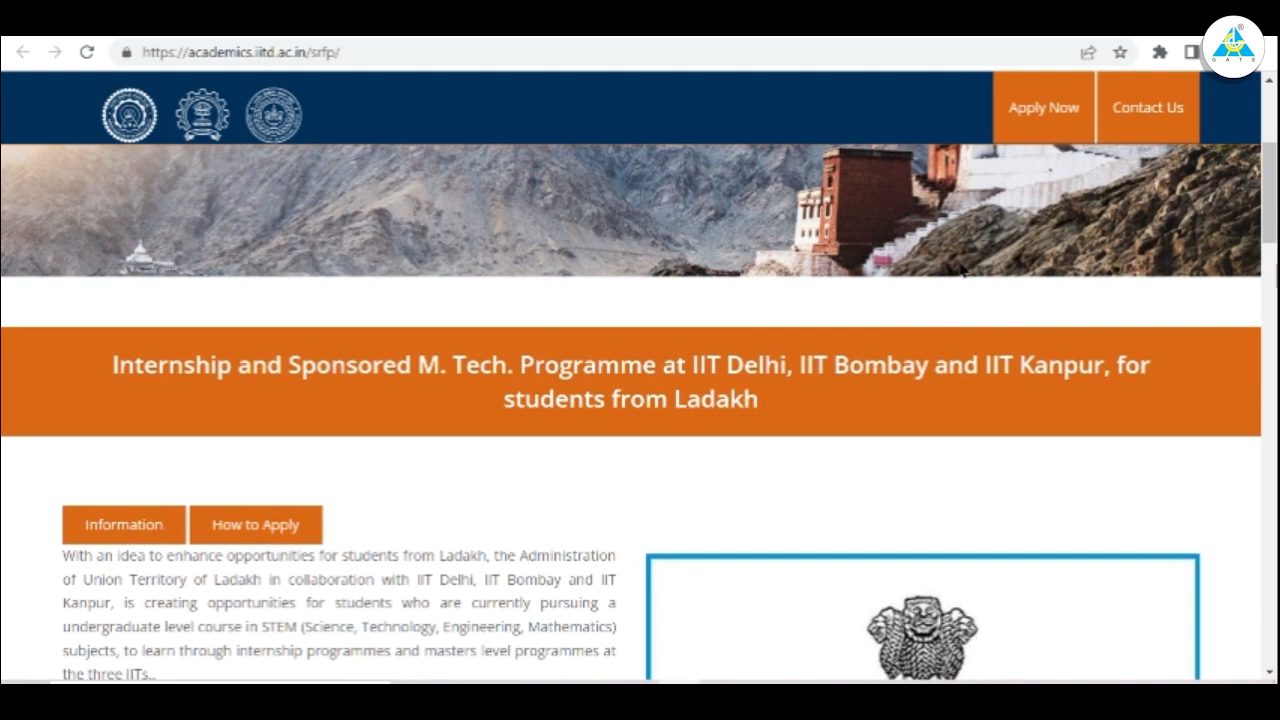 https://academics.iitd.ac.in/srfp/
GATE
Apply Now
Contact Us
Internship and Sponsored M. Tech. Programme at IIT Delhi, IIT Bombay and IIT Kanpur, for
students from Ladakh
Information
How to Apply
With an idea to enhance opportunities for students from Ladakh, the Administration
of Union Territory of Ladakh in collaboration with IIT Delhi, IIT Bombay and IIT
Kanpur, is creating opportunities for students who are currently pursuing a
undergraduate level course in STEM (Science, Technology, Engineering, Mathematics)
subjects, to learn through internship programmes and masters level programmes at
the three IITs..